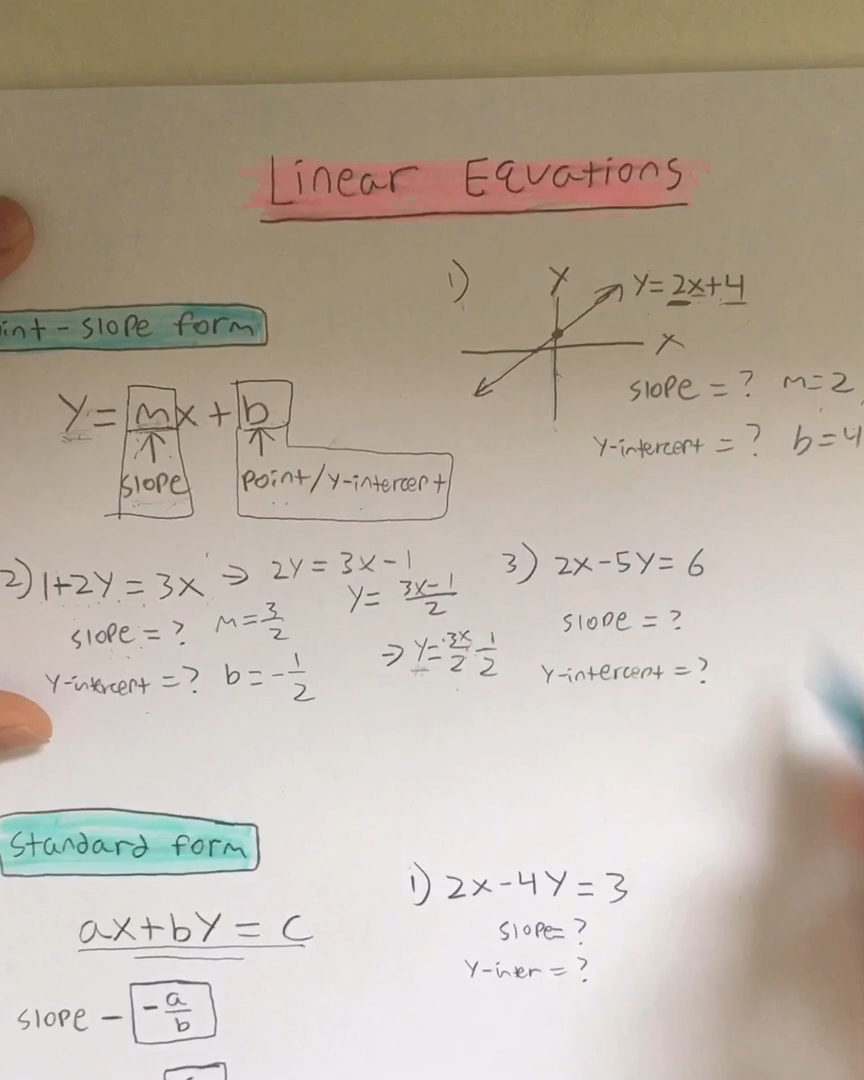 Linear Equations
int-slope form
Y = mx + b
slope
point/y-intercept
1)
Y
Y=2x+4
X
slope = ? m=2
y-intercept = ? b=4
2) 1+2Y = 3X → 2Y = 3X-1
Y= 3X-1/2
→ Y= 3X/2 - 1/2
slope = ? m=3/2
y-intercept = ? b=-1/2
3) 2X-5Y=6
slope = ?
Y-intercept = ?
Standard form
ax+bY = C
slope - -a/b
1) 2X-4Y=3
slope=?
Y-iner = ?